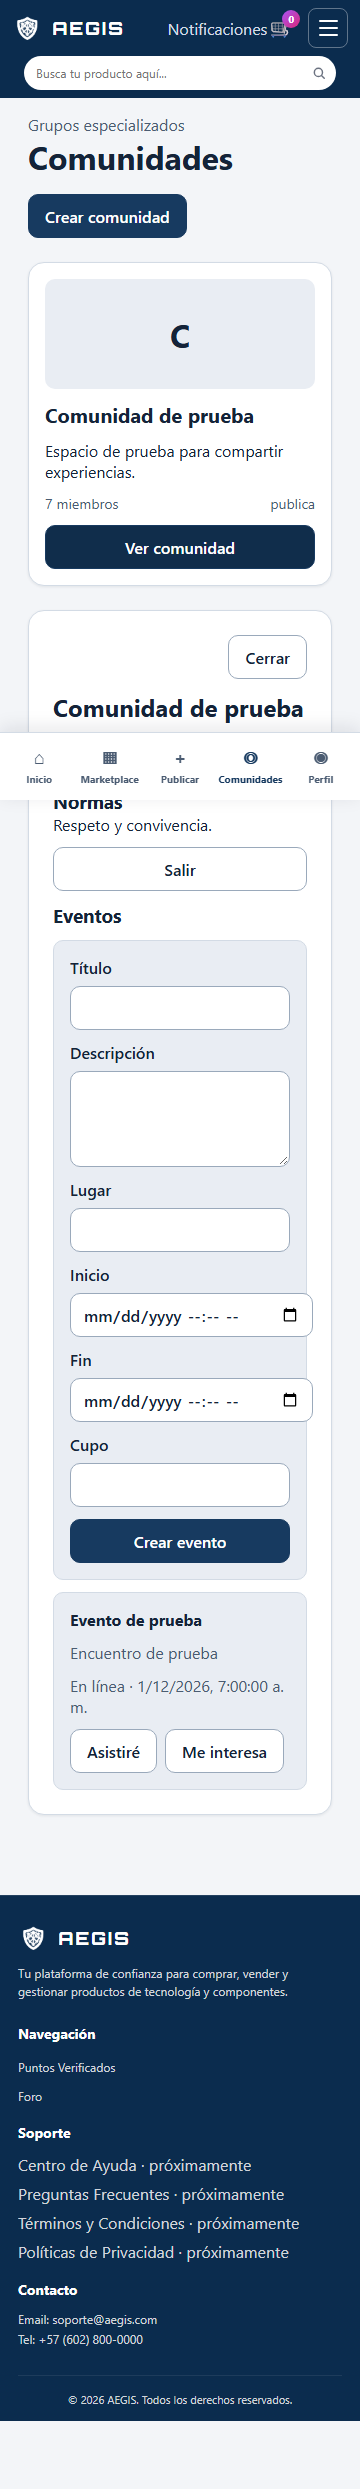 AEGIS
Notificaciones
0
Busca tu producto aquí...
Grupos especializados
Comunidades
Crear comunidad
C
Comunidad de prueba
Espacio de prueba para compartir
experiencias.
7 miembros publica
Ver comunidad
Cerrar
Comunidad de prueba
Inicio Marketplace Publicar Comunidades Perfil
Normas
Respeto y convivencia.
Salir
Eventos
Título
Descripción
Lugar
Inicio
mm/dd/yyyy --:-- --
Fin
mm/dd/yyyy --:-- --
Cupo
Crear evento
Evento de prueba
Encuentro de prueba
En línea · 1/12/2026, 7:00:00 a.
m.
Asistiré Me interesa
AEGIS
Tu plataforma de confianza para comprar, vender y
gestionar productos de tecnología y componentes.
Navegación
Puntos Verificados
Foro
Soporte
Centro de Ayuda · próximamente
Preguntas Frecuentes · próximamente
Términos y Condiciones · próximamente
Políticas de Privacidad · próximamente
Contacto
Email: soporte@aegis.com
Tel: +57 (602) 800-0000
© 2026 AEGIS. Todos los derechos reservados.